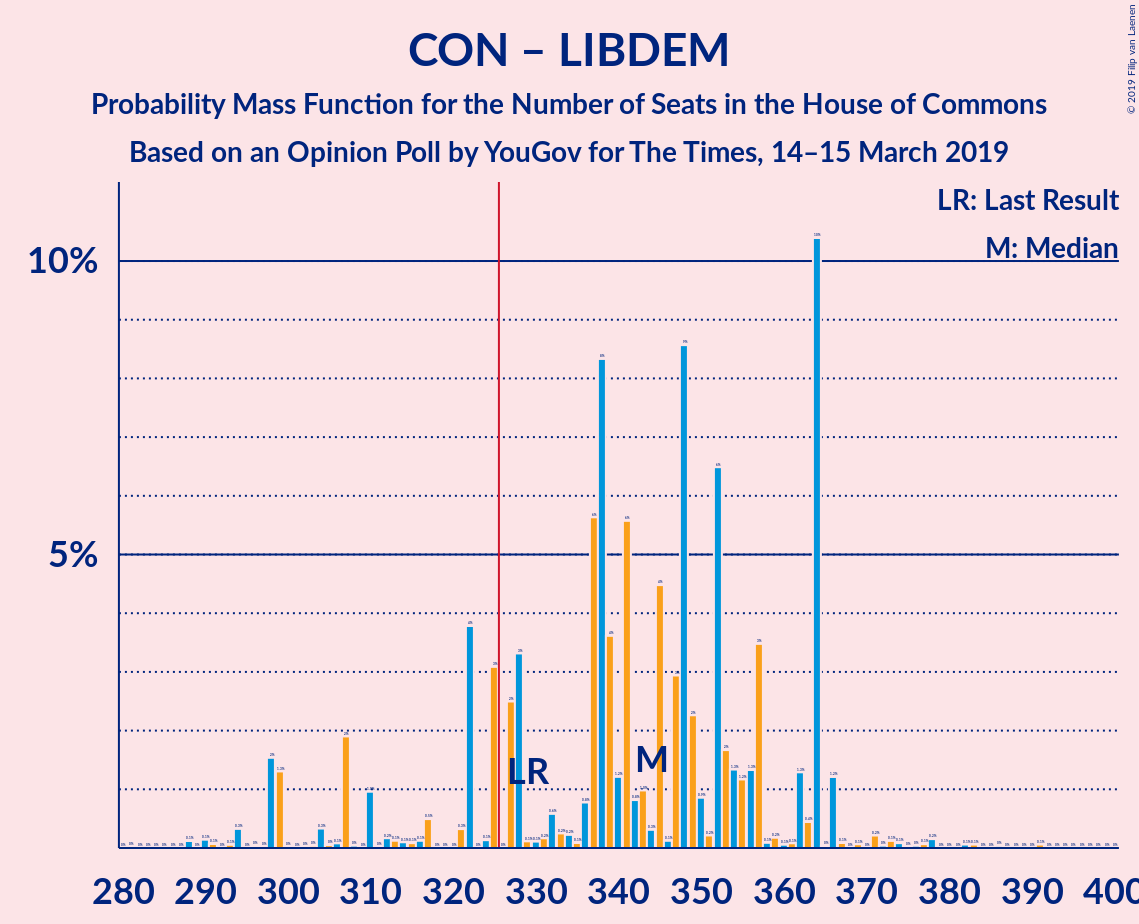 CON – LIBDEM
Probability Mass Function for the Number of Seats in the House of Commons
Based on an Opinion Poll by YouGov for The Times, 14–15 March 2019
© 2019 Filip van Laenen
LR: Last Result
M: Median
10%
5%
LR
M
280 290 300 310 320 330 340 350 360 370 380 390 400